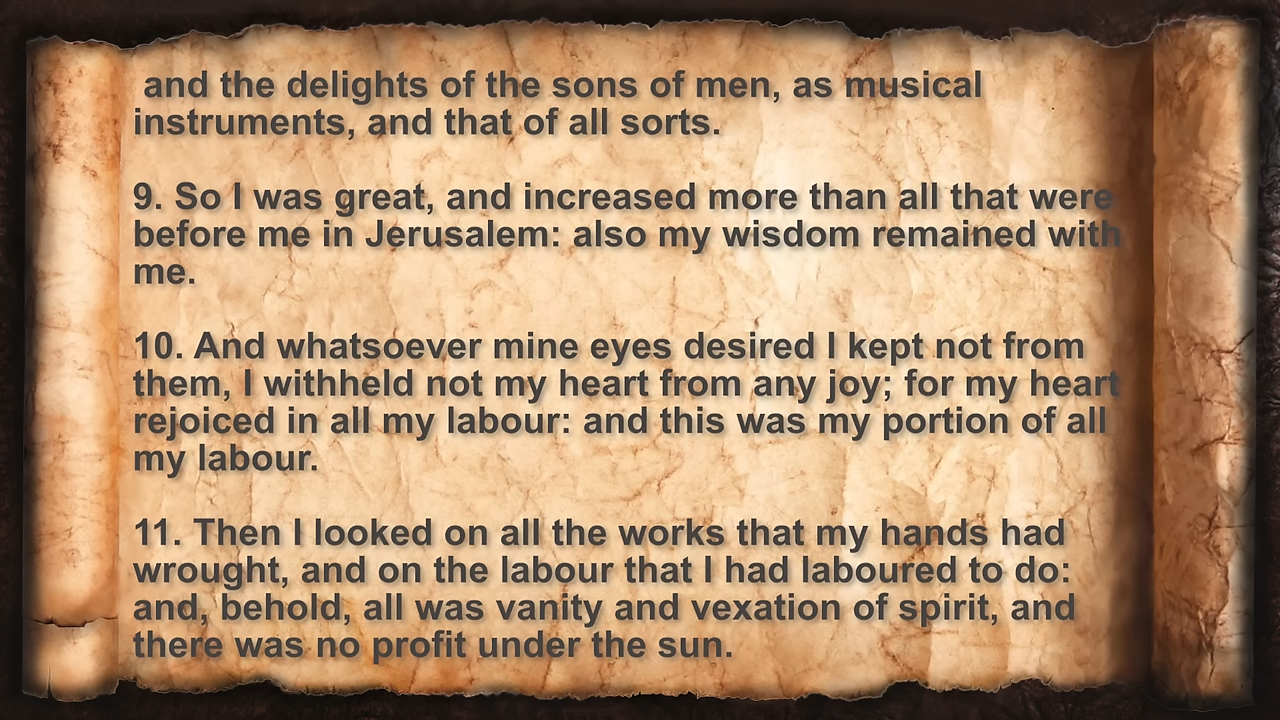 and the delights of the sons of men, as musical
instruments, and that of all sorts.
9. So I was great, and increased more than all that were
before me in Jerusalem: also my wisdom remained with
me.
10. And whatsoever mine eyes desired I kept not from
them, I withheld not my heart from any joy; for my heart
rejoiced in all my labour: and this was my portion of all
my labour.
11. Then I looked on all the works that my hands had
wrought, and on the labour that I had laboured to do:
and, behold, all was vanity and vexation of spirit, and
there was no profit under the sun.